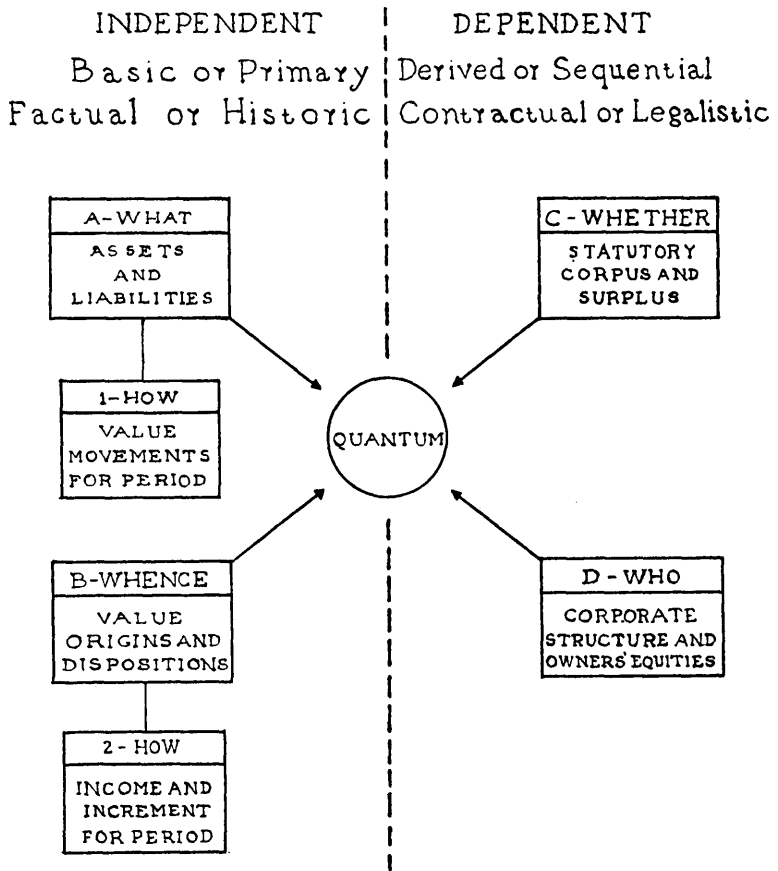 INDEPENDENT
Basic or Primary
Factual or Historic
DEPENDENT
Derived or Sequential
Contractual or Legalistic
A-WHAT
ASSETS
AND
LIABILITIES
1-HOW
VALUE
MOVEMENTS
FOR PERIOD
B-WHENCE
VALUE
ORIGINS AND
DISPOSITIONS
2-HOW
INCOME AND
INCREMENT
FOR PERIOD
QUANTUM
C-WHETHER
STATUTORY
CORPUS AND
SURPLUS
D-WHO
CORPORATE
STRUCTURE AND
OWNERS' EQUITIES